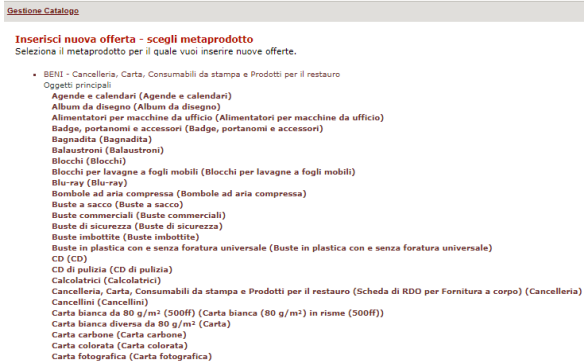 Gestione Catalogo
Inserisci nuova offerta - scegli metaprodotto
Seleziona il metaprodotto per il quale vuoi inserire nuove offerte.
• BENI - Cancelleria, Carta, Consumabili da stampa e Prodotti per il restauro
Oggetti principali
Agende e calendari (Agende e calendari)
Album da disegno (Album da disegno)
Alimentatori per macchine da ufficio (Alimentatori per macchine da ufficio)
Badge, portanomi e accessori (Badge, portanomi e accessori)
Bagnadita (Bagnadita)
Balaustroni (Balaustroni)
Blocchi (Blocchi)
Blocchi per lavagne a fogli mobili (Blocchi per lavagne a fogli mobili)
Blu-ray (Blu-ray)
Bombole ad aria compressa (Bombole ad aria compressa)
Buste a sacco (Buste a sacco)
Buste commerciali (Buste commerciali)
Buste di sicurezza (Buste di sicurezza)
Buste imbottite (Buste imbottite)
Buste in plastica con e senza foratura universale (Buste in plastica con e senza foratura universale)
CD (CD)
CD di pulizia (CD di pulizia)
Calcolatrici (Calcolatrici)
Cancelleria, Carta, Consumabili da stampa e Prodotti per il restauro (Scheda di RDO per Fornitura a corpo) (Cancelleria)
Cancellini (Cancellini)
Carta bianca da 80 g/m² (500ff) (Carta bianca (80 g/m²) in risme (500ff))
Carta bianca diversa da 80 g/m² (Carta)
Carta carbone (Carta carbone)
Carta colorata (Carta colorata)
Carta fotografica (Carta fotografica)